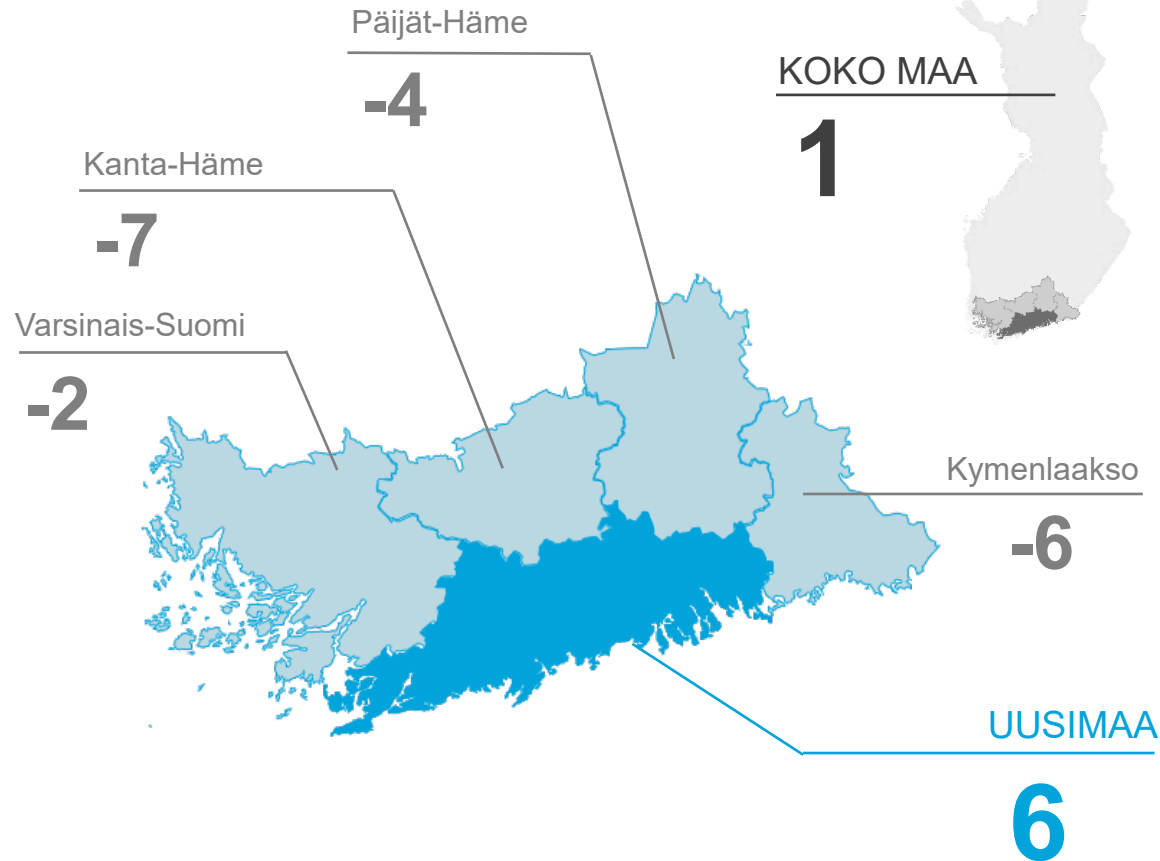 Päijät-Häme
-4
KOKO MAA
1
Kanta-Häme
-7
Varsinais-Suomi
-2
Kymenlaakso
-6
UUSIMAA
6